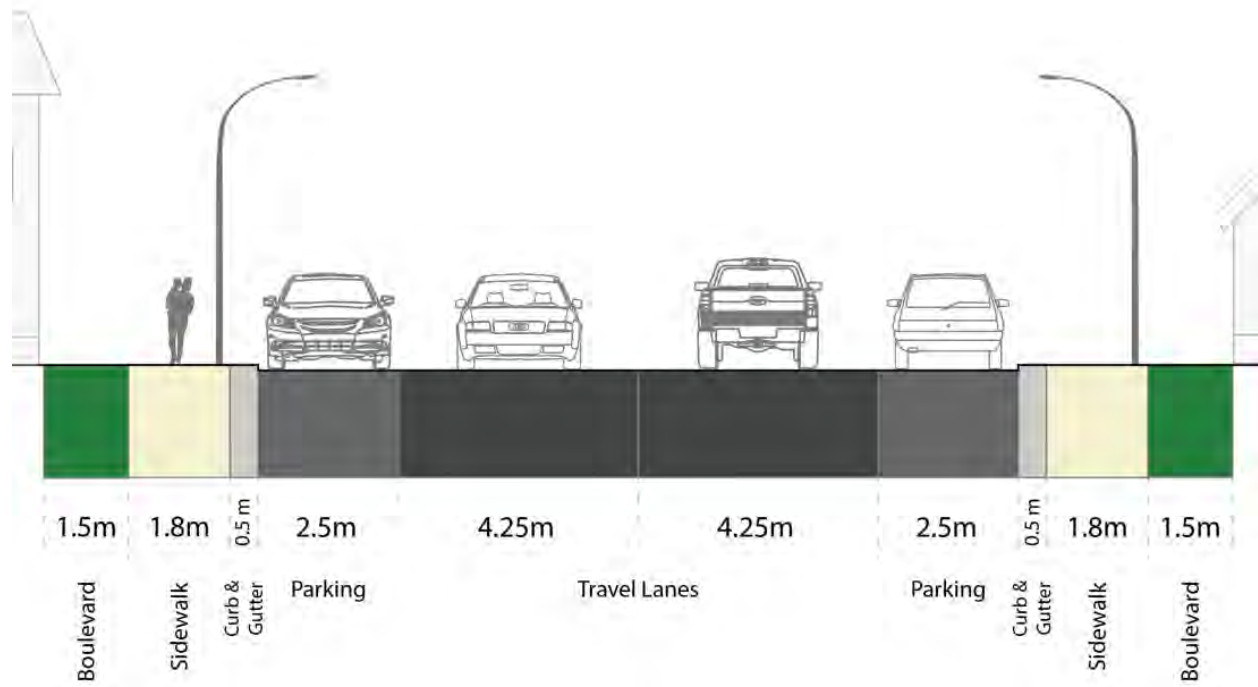 1.5m 1.8m 0.5 m 2.5m 4.25m 4.25m 2.5m 0.5 m 1.8m 1.5m
Boulevard
Sidewalk
Curb &
Gutter
Parking
Travel Lanes
Parking
Curb &
Gutter
Sidewalk
Boulevard